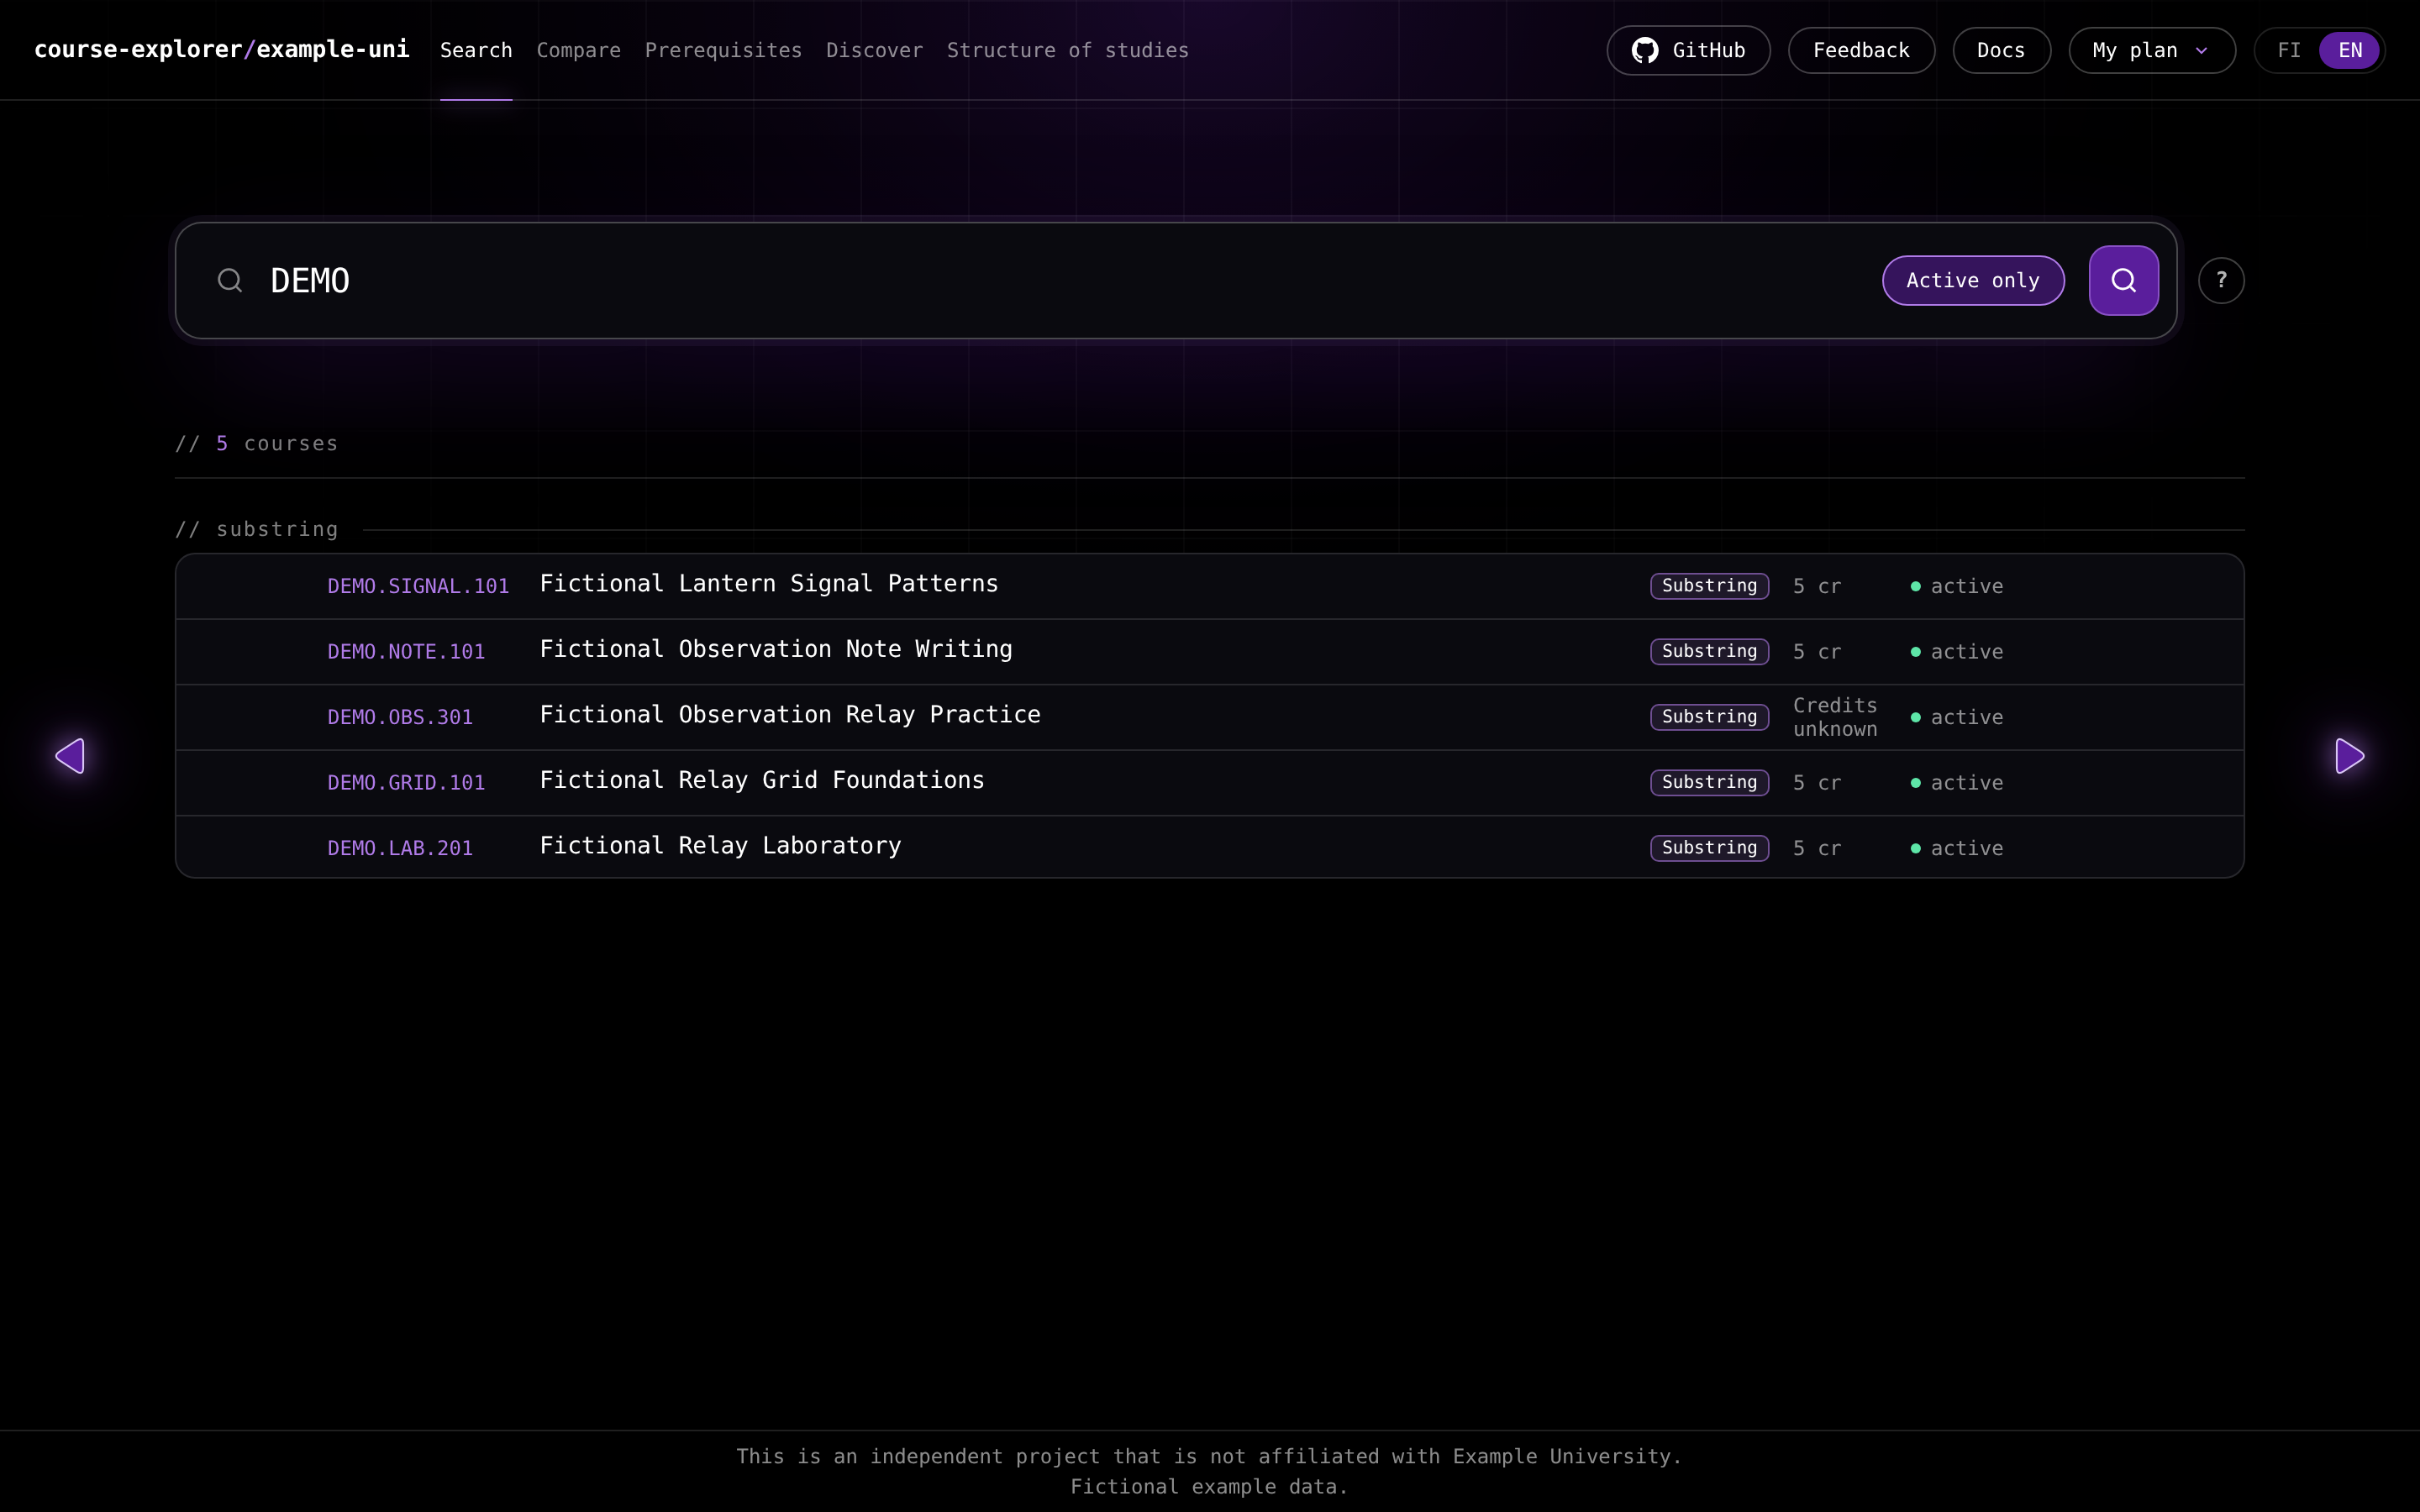 course-explorer/example-uni Search Compare Prerequisites Discover Structure of studies GitHub Feedback Docs My plan FI EN
DEMO Active only ?
// 5 courses
// substring
DEMO.SIGNAL.101 Fictional Lantern Signal Patterns Substring 5 cr active
DEMO.NOTE.101 Fictional Observation Note Writing Substring 5 cr active
DEMO.OBS.301 Fictional Observation Relay Practice Substring Credits unknown active
DEMO.GRID.101 Fictional Relay Grid Foundations Substring 5 cr active
DEMO.LAB.201 Fictional Relay Laboratory Substring 5 cr active
This is an independent project that is not affiliated with Example University.
Fictional example data.